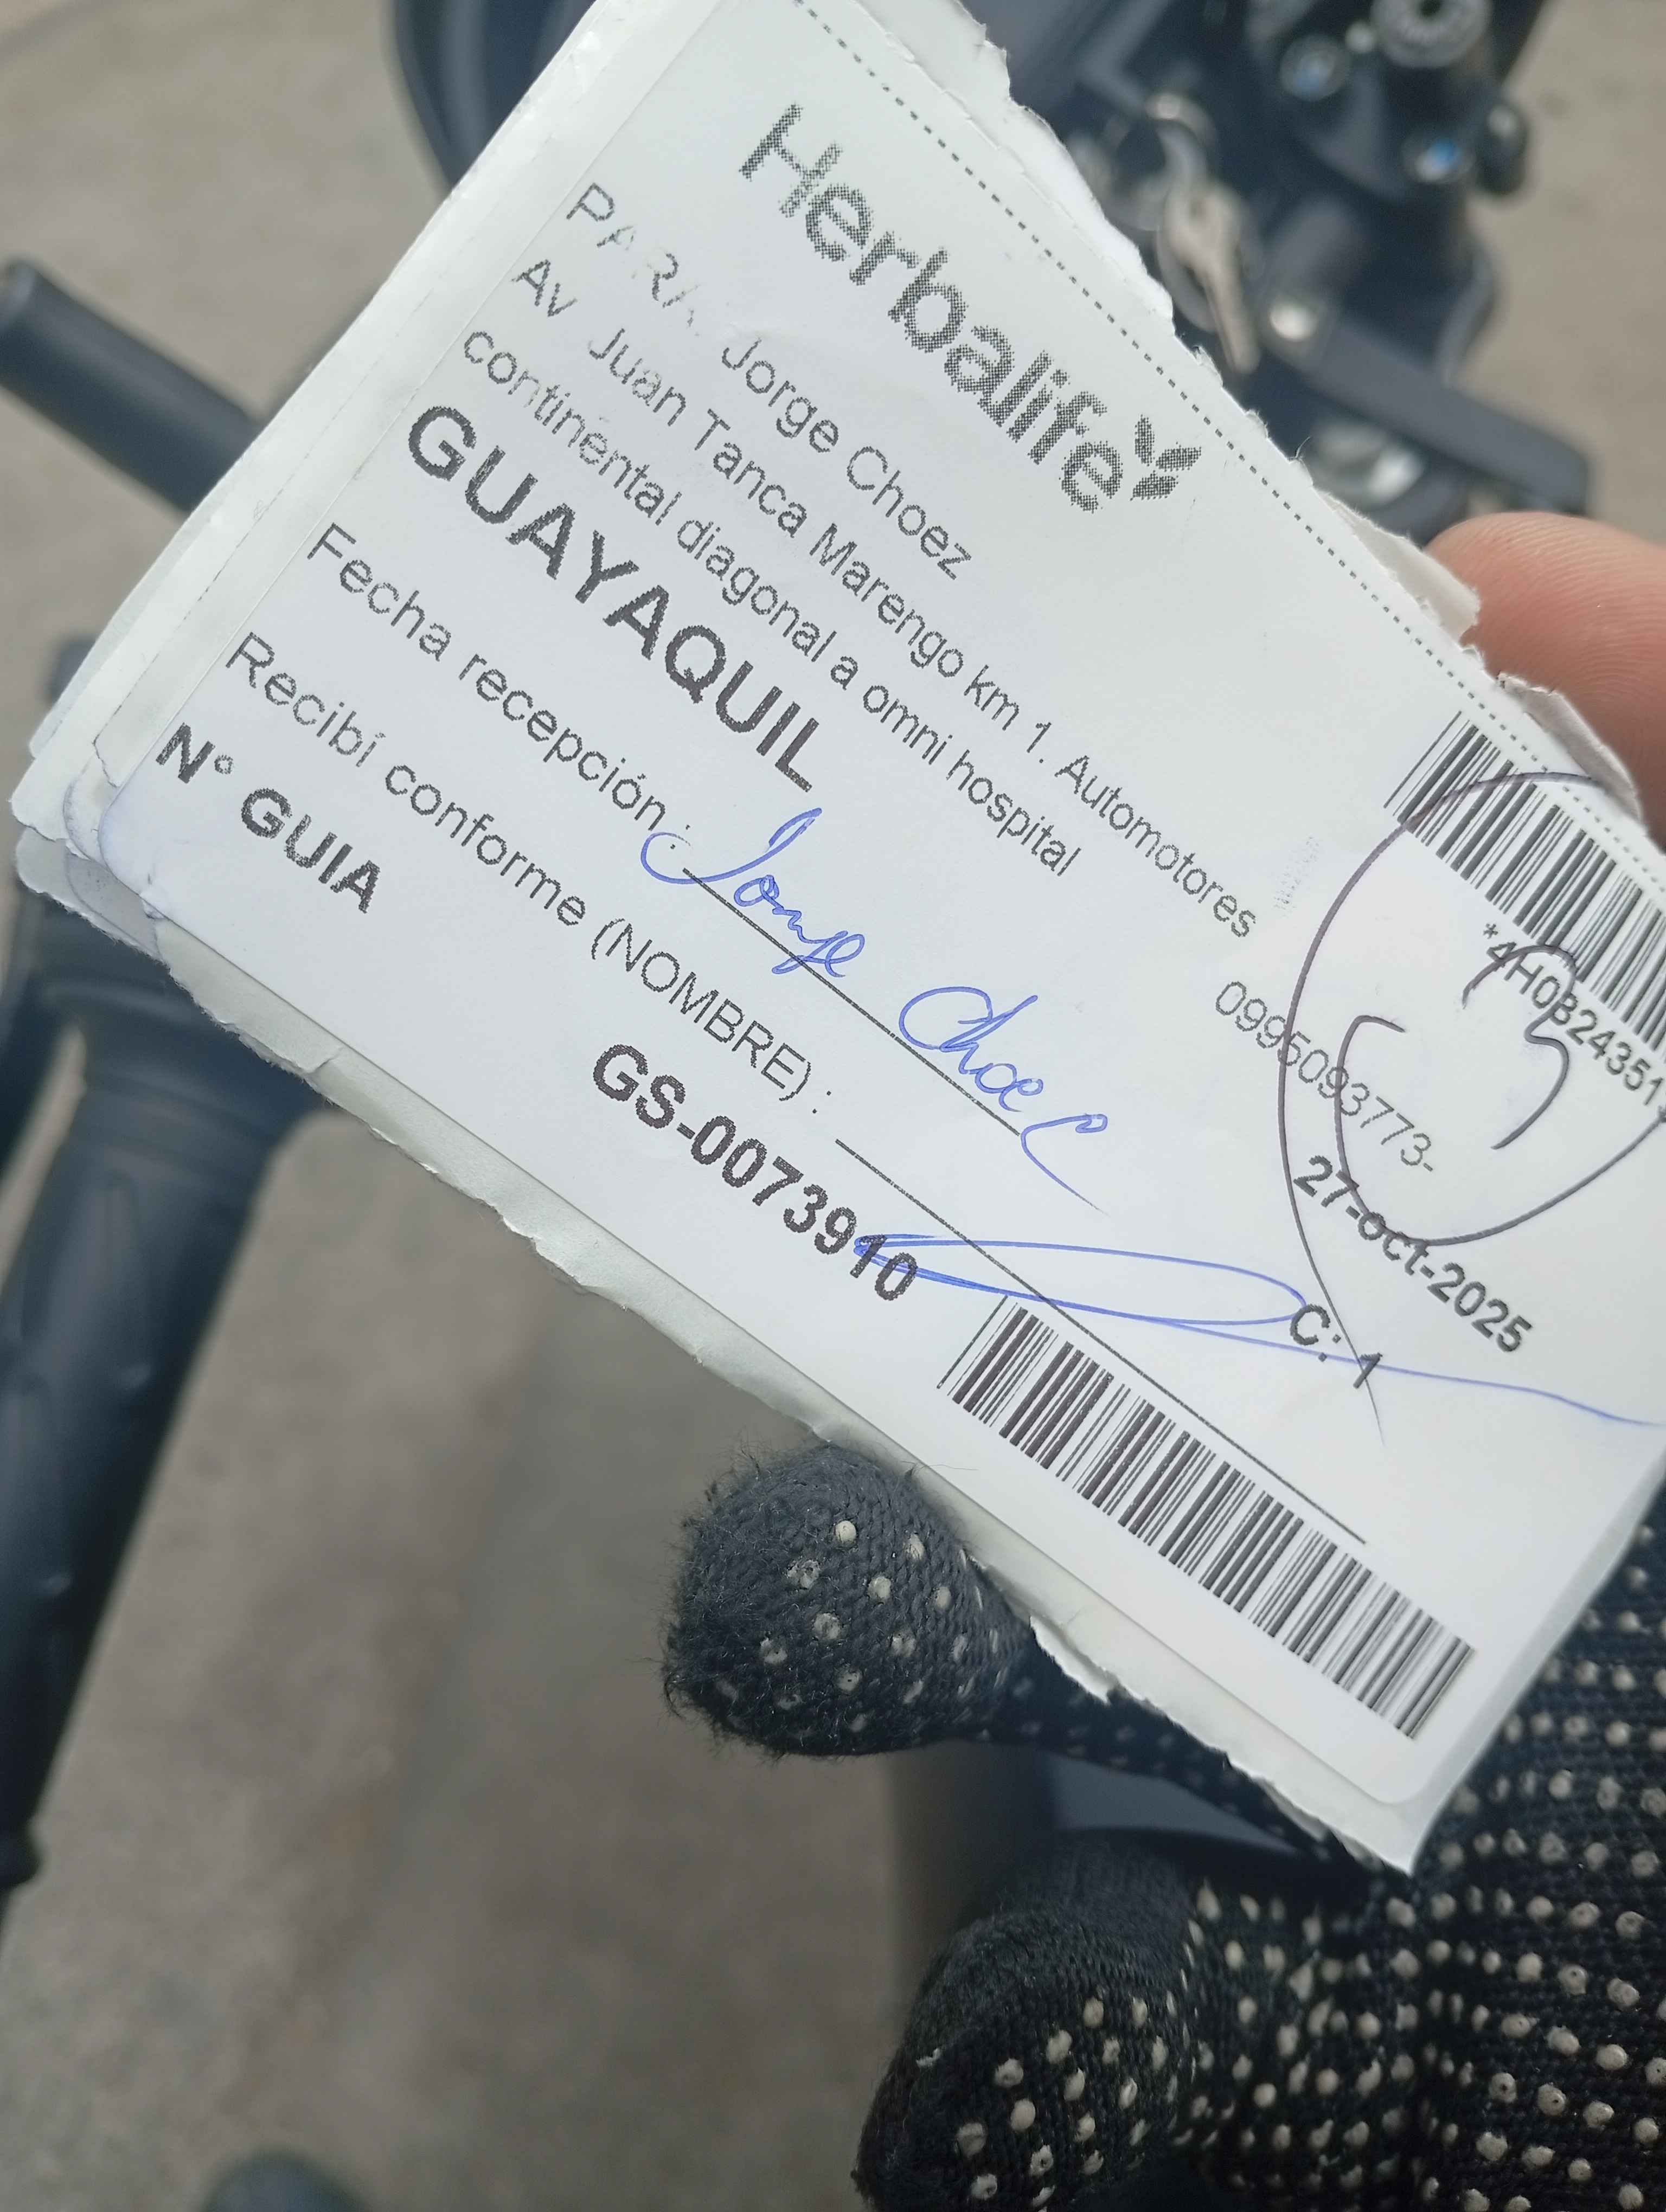 Herbalife
*4H0B243513
PARA. Jorge Choez
Av Juan Tanca Marengo km 1. Automotores
continental diagonal a omni hospital
0995093773-
GUAYAQUIL
27-oct-2025
Fecha recepción : Jorge Choez
C: 1
Recibí conforme (NOMBRE) :
N° GUIA GS-0073910